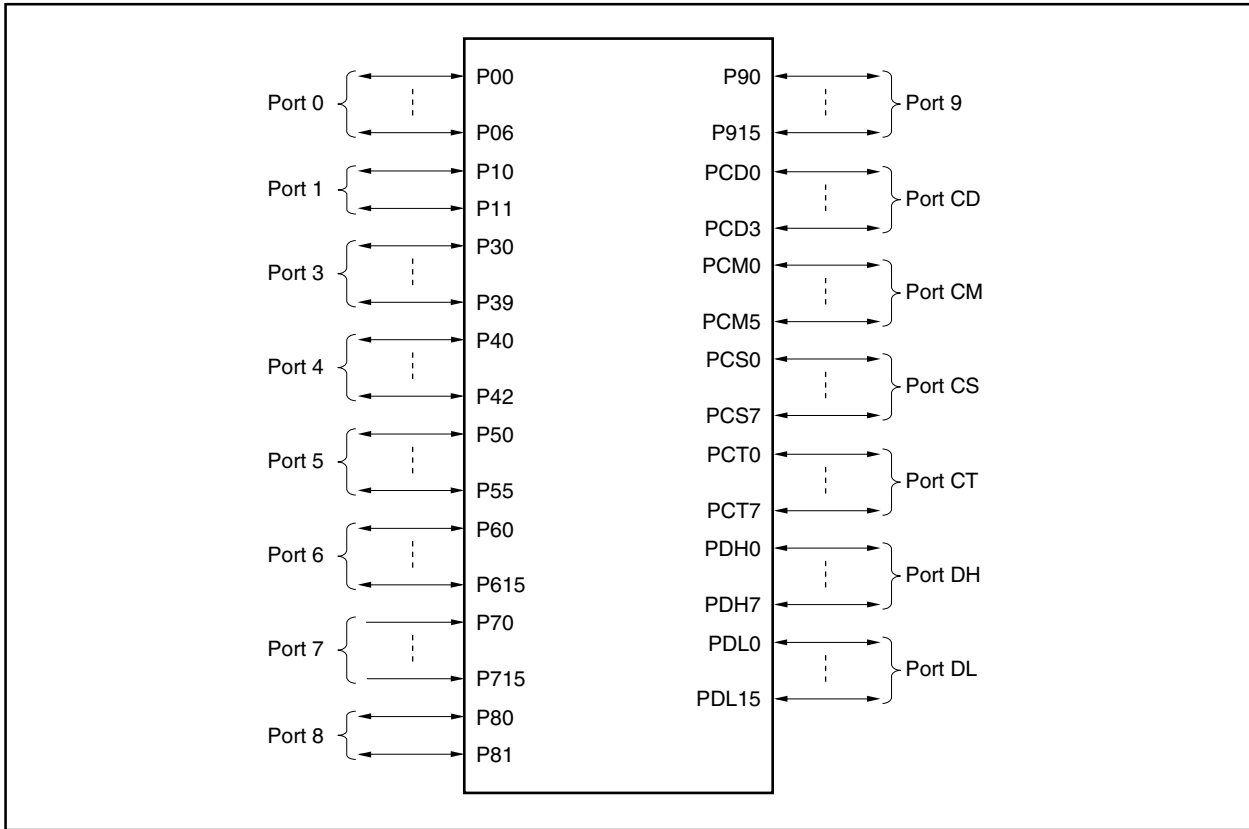 Port 0
P00
P06
Port 1
P10
P11
Port 3
P30
P39
Port 4
P40
P42
Port 5
P50
P55
Port 6
P60
P615
Port 7
P70
P715
Port 8
P80
P81
P90
P915
Port 9
PCD0
PCD3
Port CD
PCM0
PCM5
Port CM
PCS0
PCS7
Port CS
PCT0
PCT7
Port CT
PDH0
PDH7
Port DH
PDL0
PDL15
Port DL